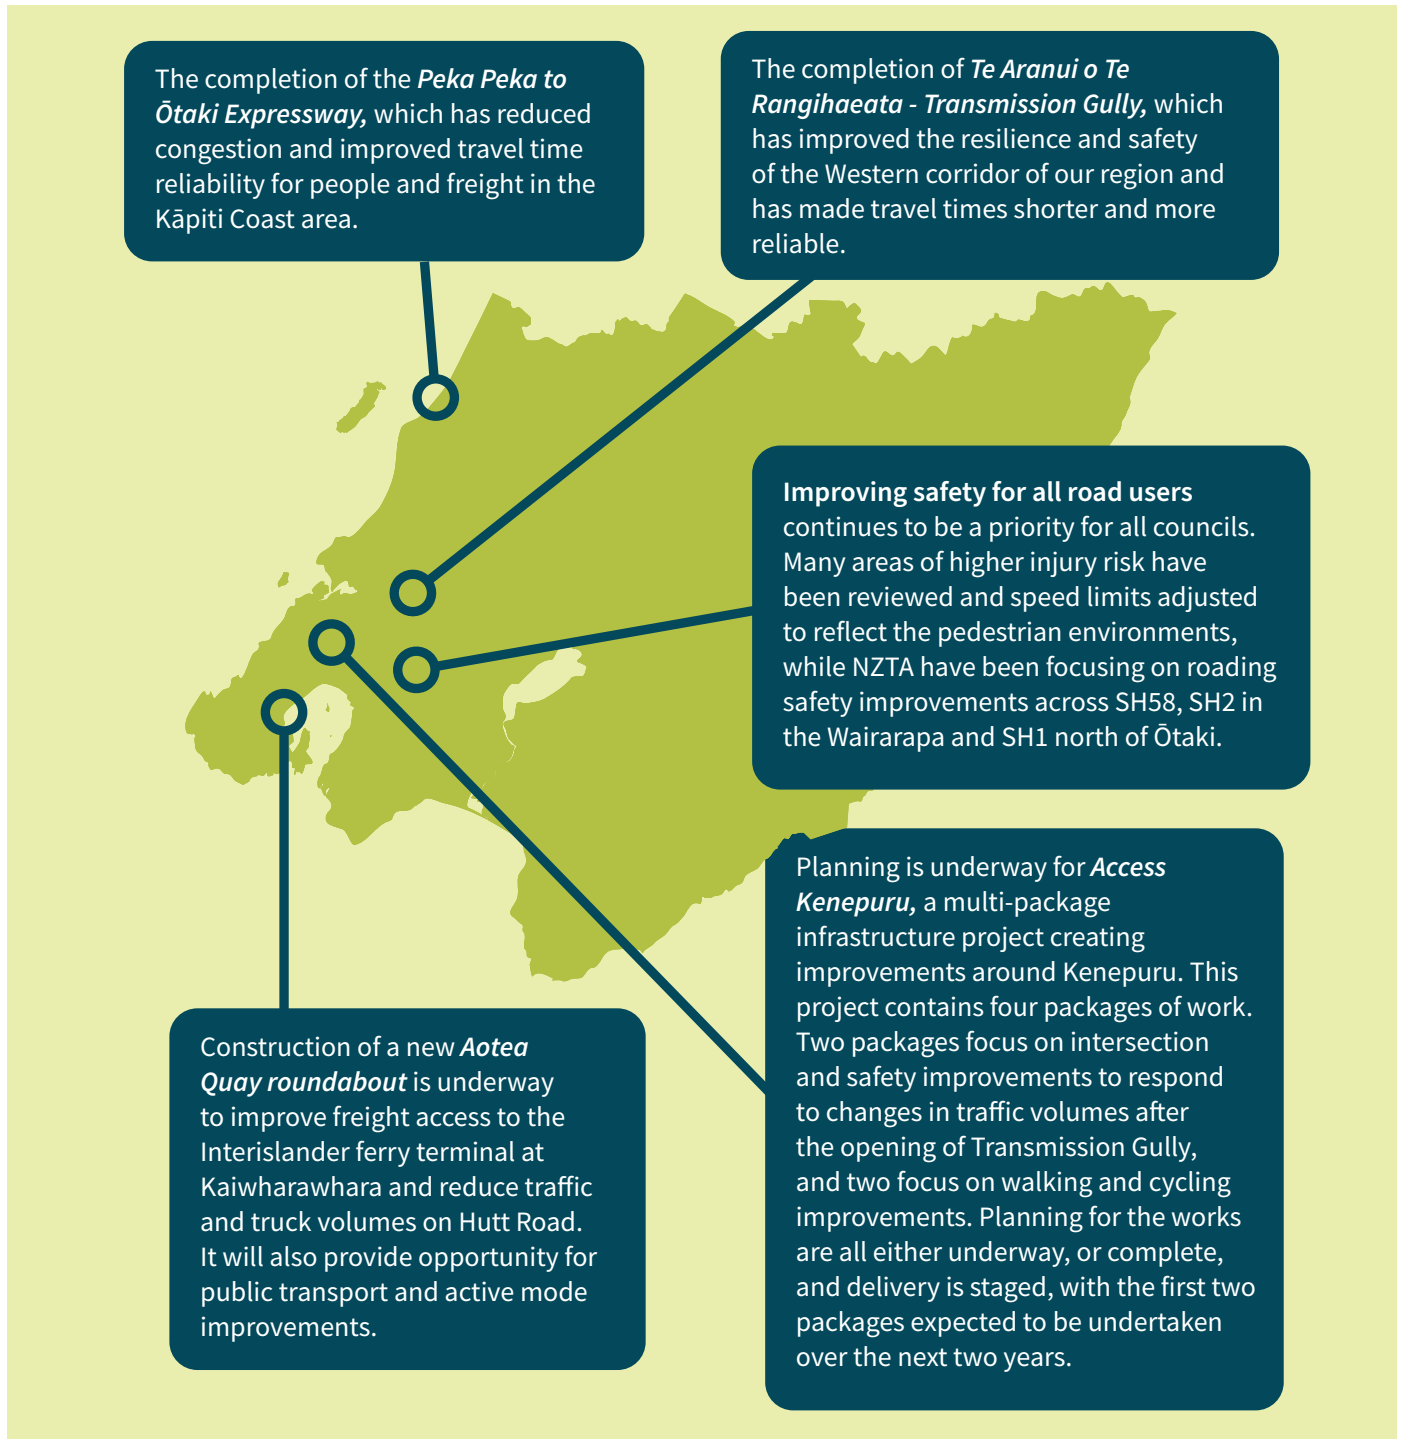 The completion of the Peka Peka to
Ōtaki Expressway, which has reduced
congestion and improved travel time
reliability for people and freight in the
Kāpiti Coast area.
The completion of Te Aranui o Te
Rangihaeata - Transmission Gully, which
has improved the resilience and safety
of the Western corridor of our region and
has made travel times shorter and more
reliable.
Improving safety for all road users
continues to be a priority for all councils.
Many areas of higher injury risk have
been reviewed and speed limits adjusted
to reflect the pedestrian environments,
while NZTA have been focusing on roading
safety improvements across SH58, SH2 in
the Wairarapa and SH1 north of Ōtaki.
Planning is underway for Access
Kenepuru, a multi-package
infrastructure project creating
improvements around Kenepuru. This
project contains four packages of work.
Two packages focus on intersection
and safety improvements to respond
to changes in traffic volumes after
the opening of Transmission Gully,
and two focus on walking and cycling
improvements. Planning for the works
are all either underway, or complete,
and delivery is staged, with the first two
packages expected to be undertaken
over the next two years.
Construction of a new Aotea
Quay roundabout is underway
to improve freight access to the
Interislander ferry terminal at
Kaiwharawhara and reduce traffic
and truck volumes on Hutt Road.
It will also provide opportunity for
public transport and active mode
improvements.